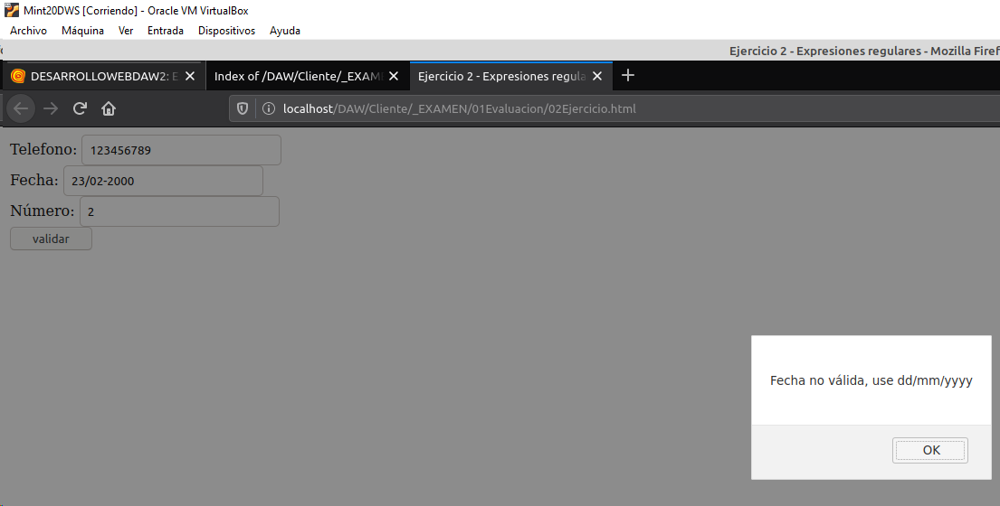 Mint20DWS [Corriendo] - Oracle VM VirtualBox
Archivo Máquina Ver Entrada Dispositivos Ayuda
Ejercicio 2 - Expresiones regulares - Mozilla Firef
DESARROLLOWEBDAW2: E Index of /DAW/Cliente/_EXAM Ejercicio 2 - Expresiones regula
localhost/DAW/Cliente/_EXAMEN/01Evaluacion/02Ejercicio.html
Telefono: 123456789
Fecha: 23/02-2000
Número: 2
validar
Fecha no válida, use dd/mm/yyyy
OK